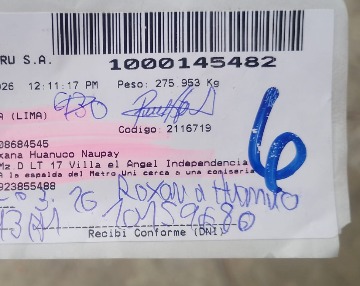 RU S.A.
1000145482
026 12:11:17 PM Peso: 275.953 Kg
A (LIMA)
Codigo: 2116719
08684545
xana Huanuco Naupay
Mz D LT 17 Villa el Angel Independencia
A la espalda del Metro Uni cerca a una comiseria
923855488
6
Roxana Huanuco
10159680
Recibi Conforme (DNI)